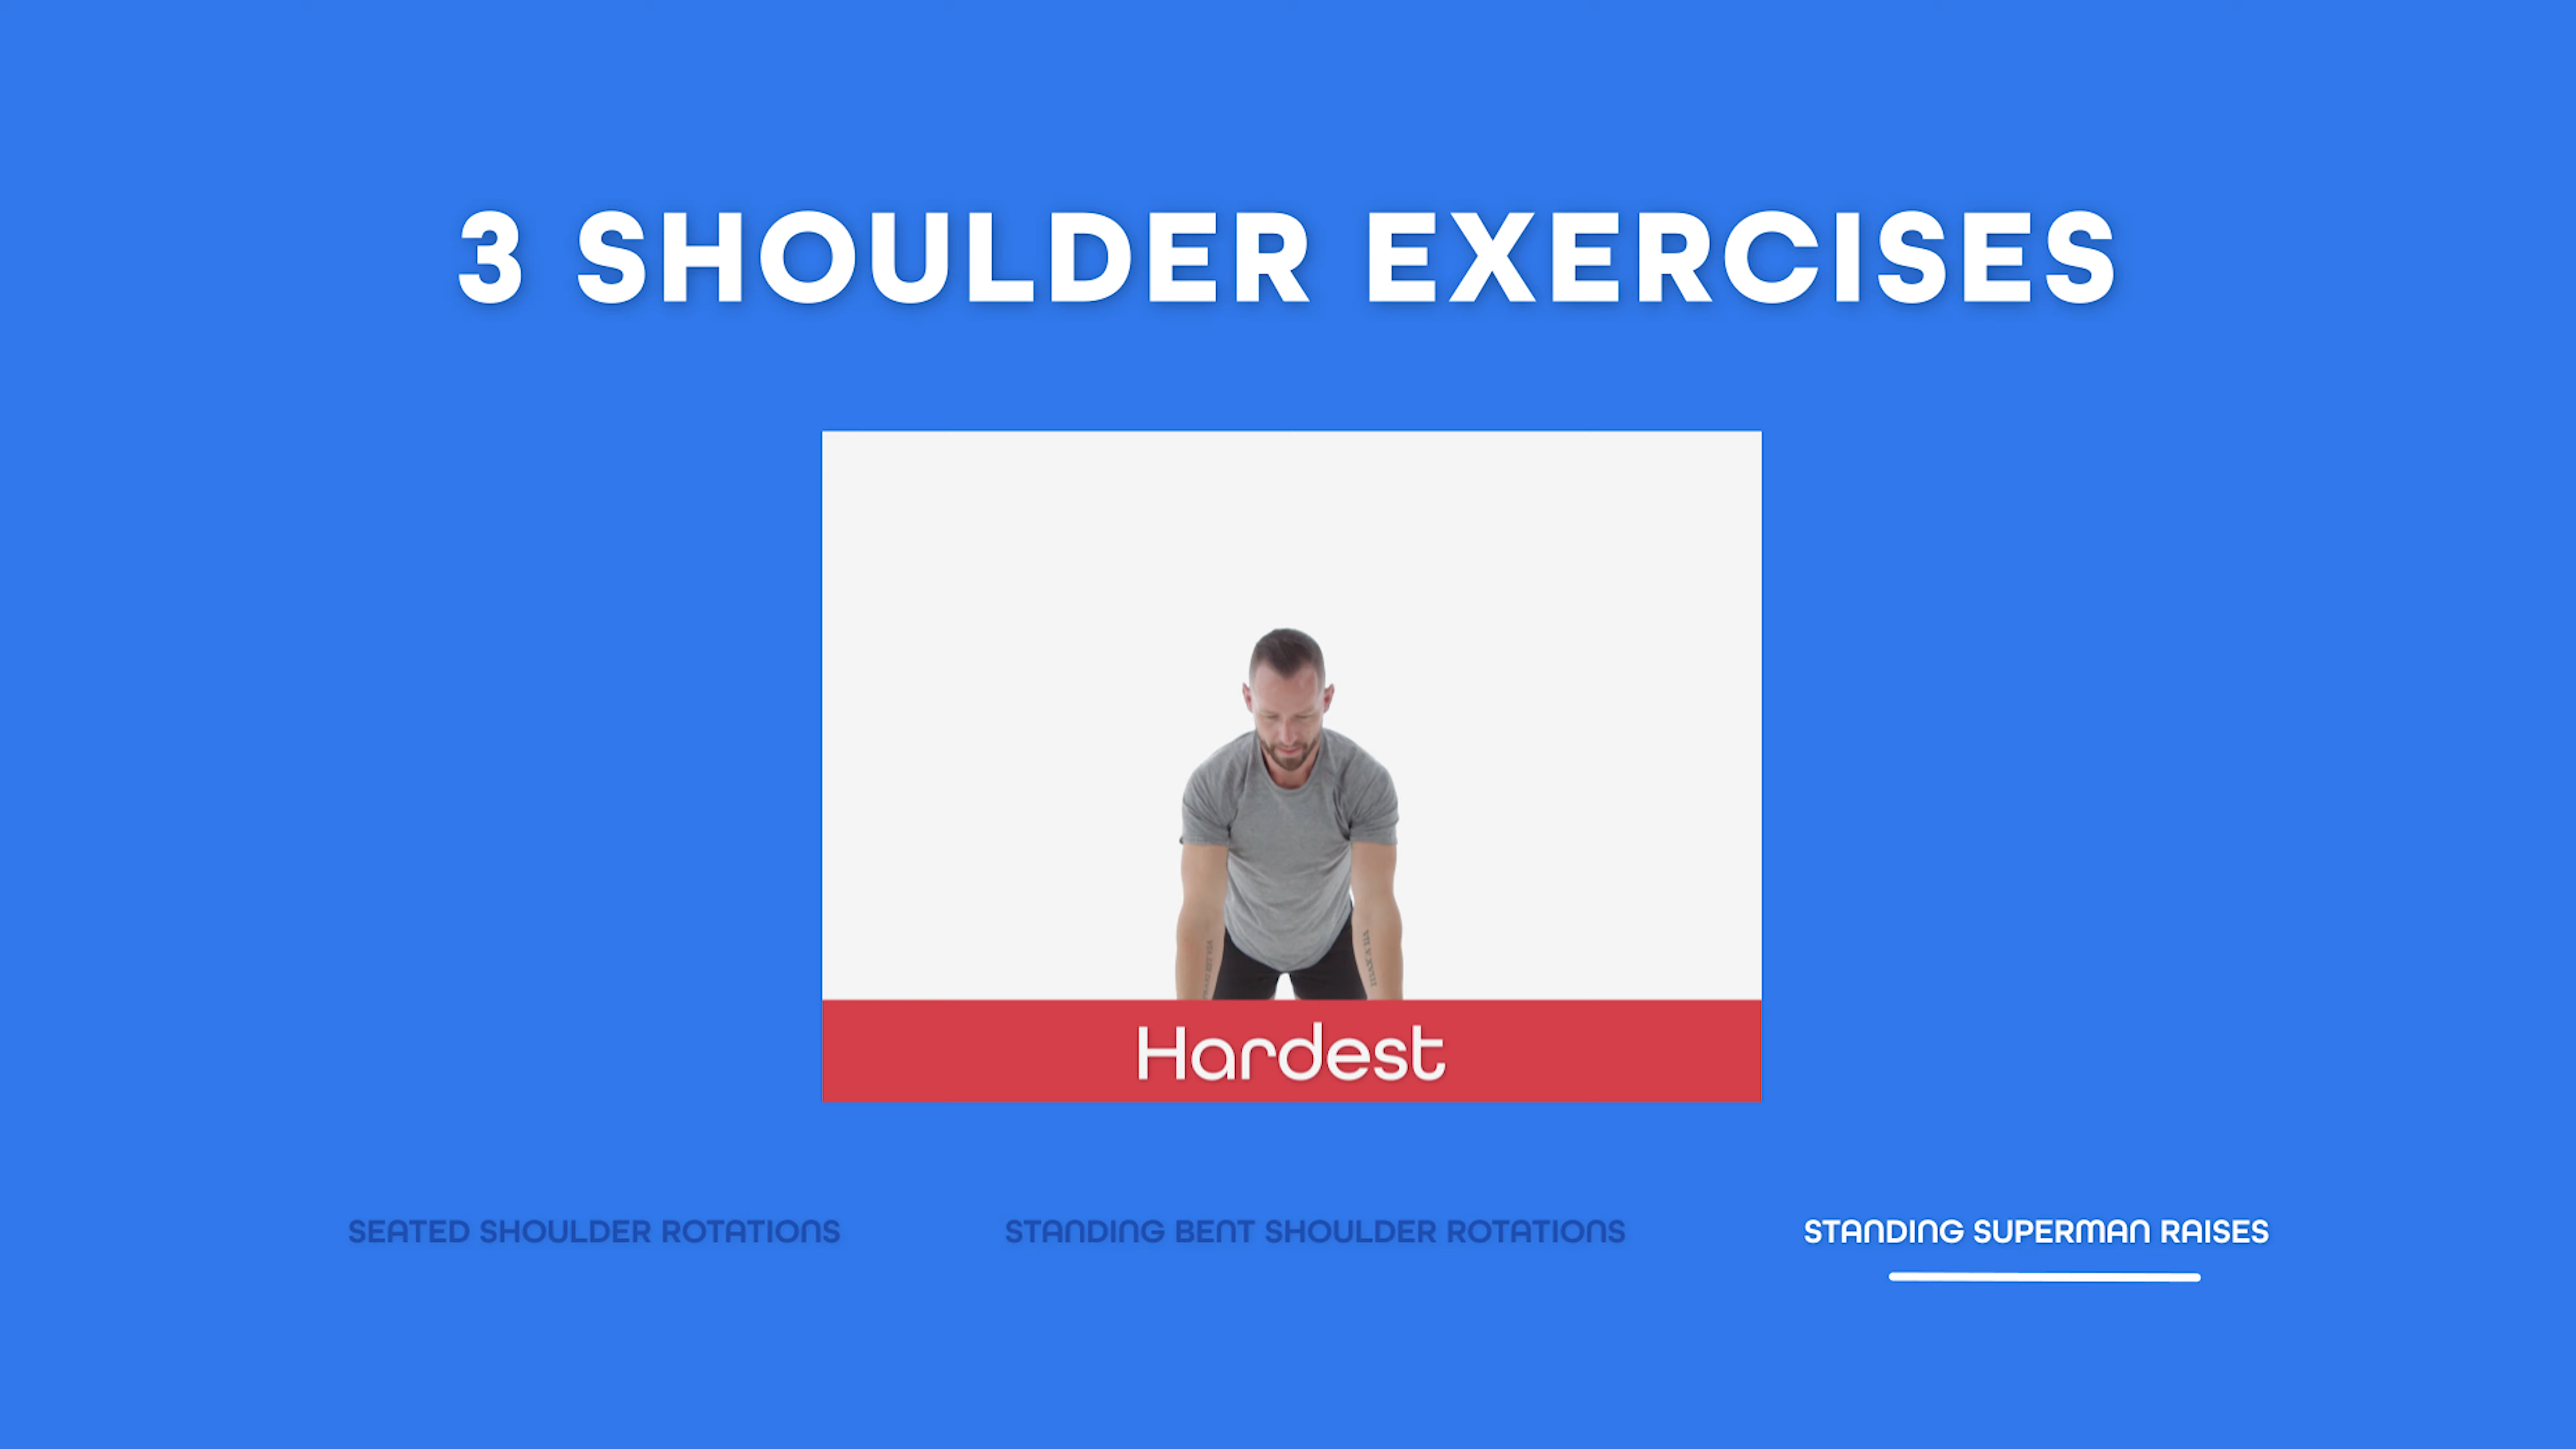 3 SHOULDER EXERCISES
Hardest
SEATED SHOULDER ROTATIONS
STANDING BENT SHOULDER ROTATIONS
STANDING SUPERMAN RAISES